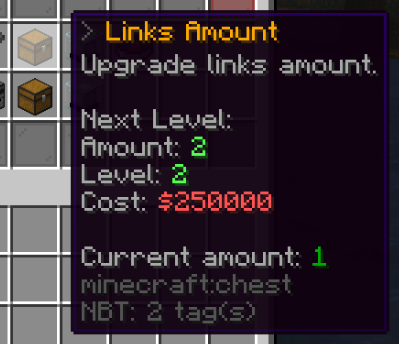 > Links Amount
Upgrade links amount.
Next Level:
Amount: 2
Level: 2
Cost: $250000
Current amount: 1
minecraft:chest
NBT: 2 tag(s)